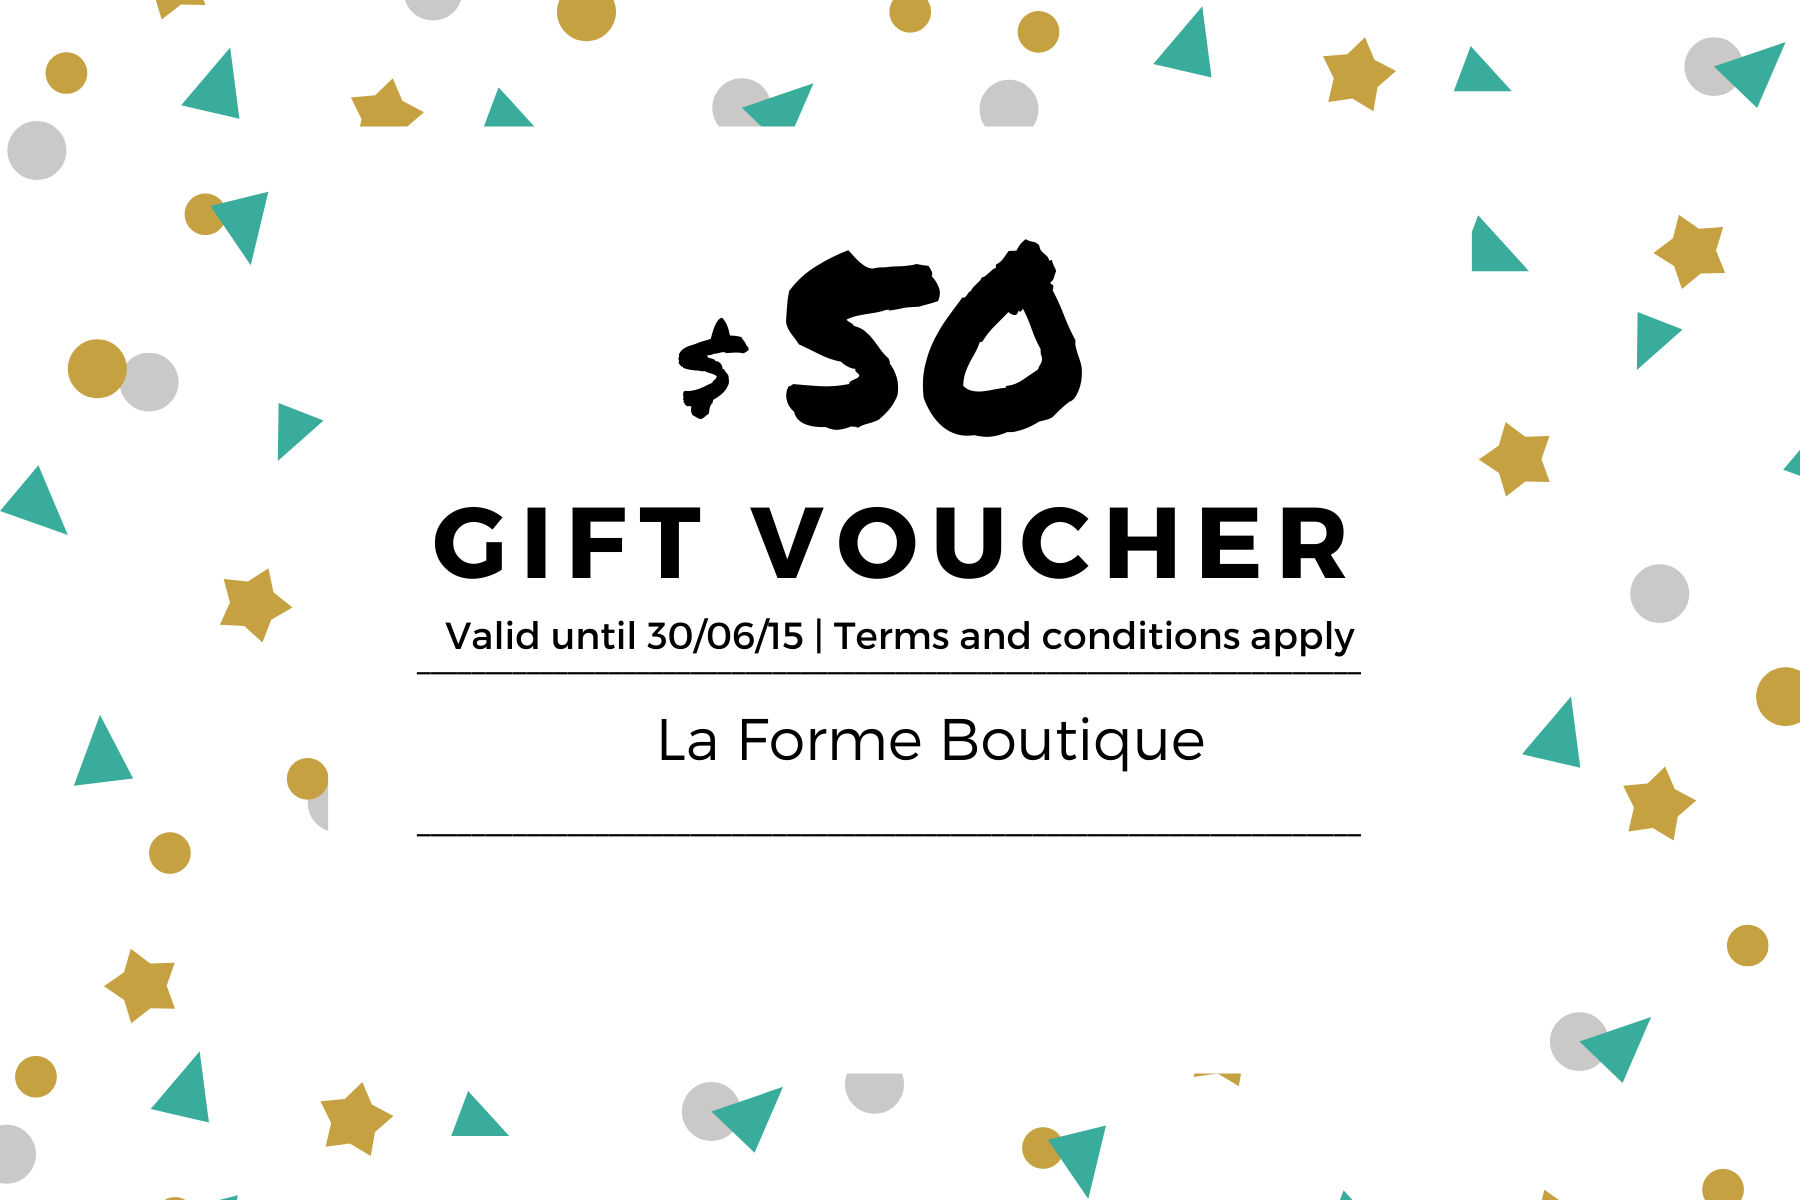 $ 50
GIFT VOUCHER
Valid until 30/06/15 | Terms and conditions apply
La Forme Boutique